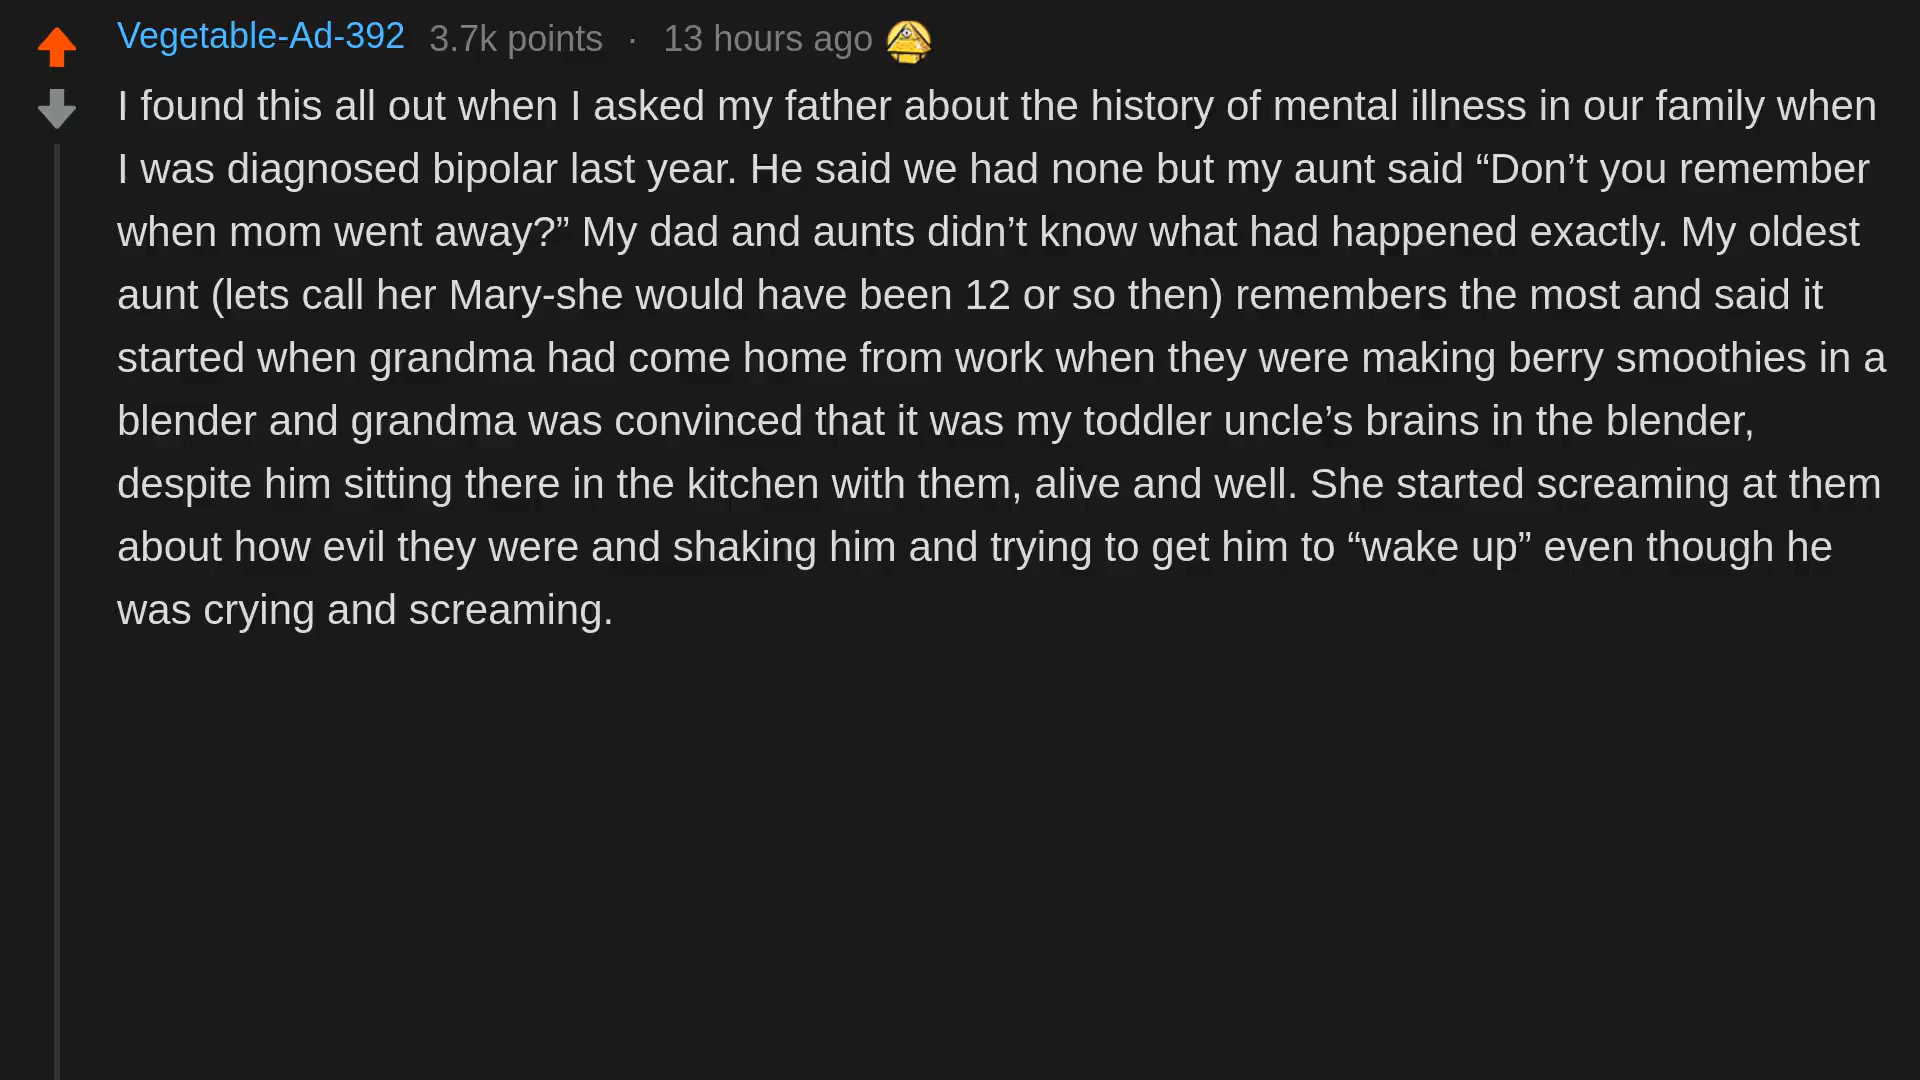 Vegetable-Ad-392 3.7k points · 13 hours ago
I found this all out when I asked my father about the history of mental illness in our family when
I was diagnosed bipolar last year. He said we had none but my aunt said “Don’t you remember
when mom went away?” My dad and aunts didn’t know what had happened exactly. My oldest
aunt (lets call her Mary-she would have been 12 or so then) remembers the most and said it
started when grandma had come home from work when they were making berry smoothies in a
blender and grandma was convinced that it was my toddler uncle’s brains in the blender,
despite him sitting there in the kitchen with them, alive and well. She started screaming at them
about how evil they were and shaking him and trying to get him to “wake up” even though he
was crying and screaming.